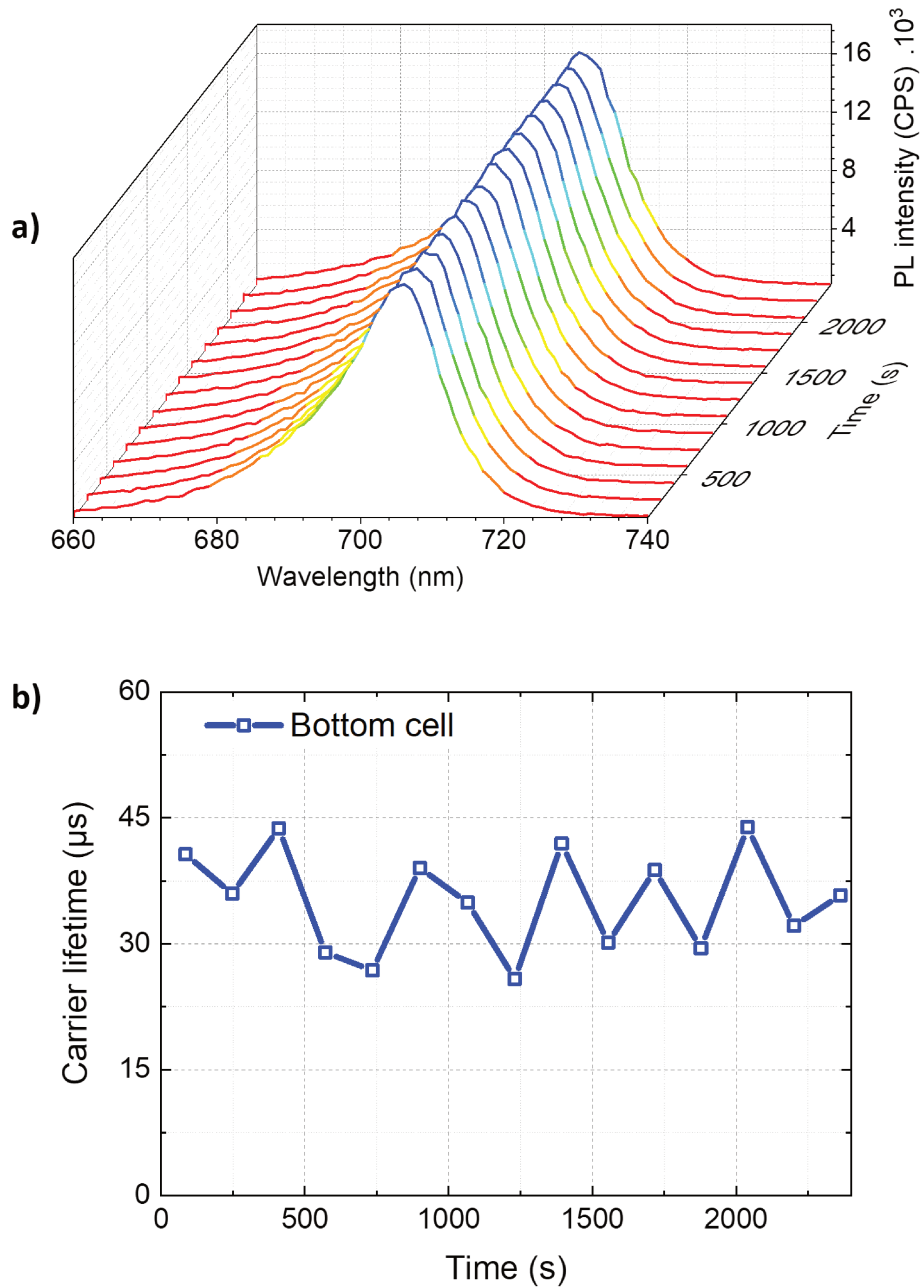 a)
16
12
8
4
PL intensity (CPS) .10³
2000
1500
1000
500
Time (s)
660
680
700
720
740
Wavelength (nm)
b)
60
45
30
15
0
Carrier lifetime (µs)
Bottom cell
0
500
1000
1500
2000
Time (s)